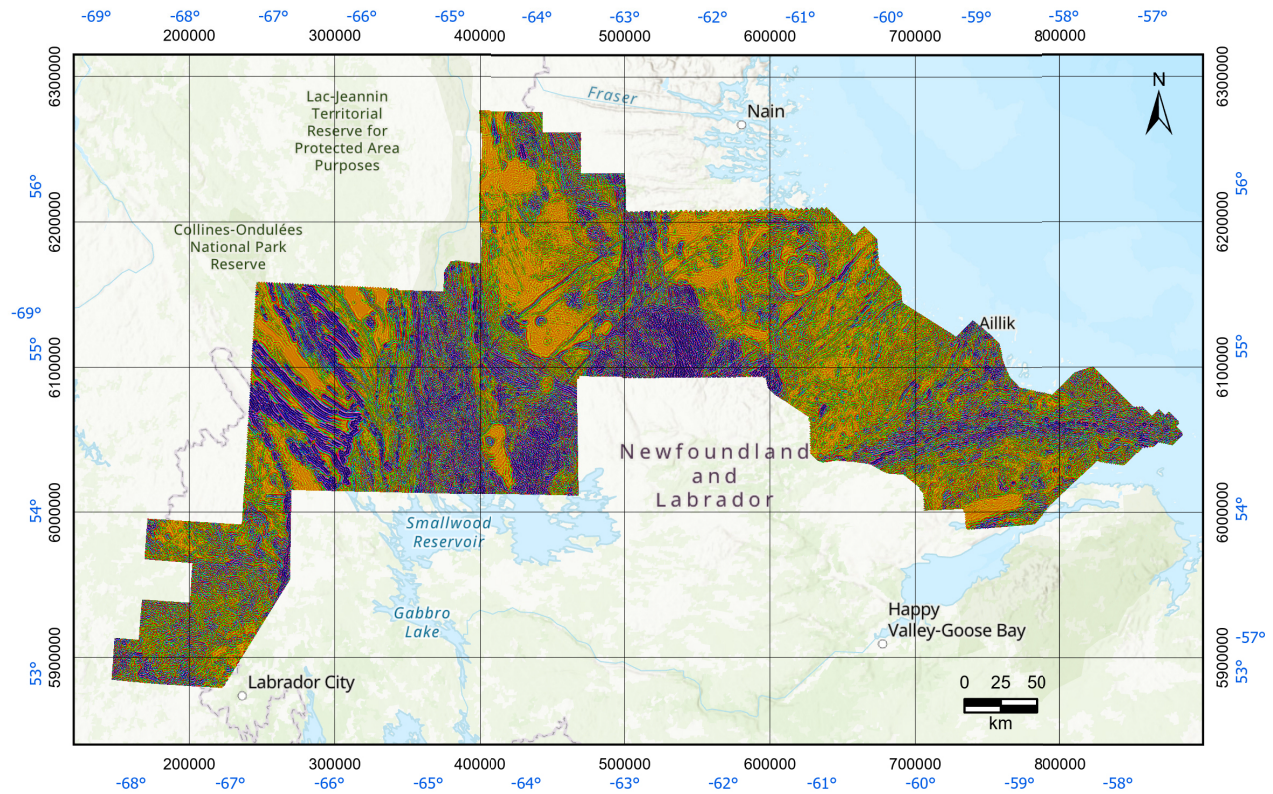 -69° -68° -67° -66° -65° -64° -63° -62° -61° -60° -59° -58° -57°
200000 300000 400000 500000 600000 700000 800000
6300000
6300000
N
Fraser
Nain
Lac-Jeannin
Territorial
Reserve for
Protected Area
Purposes
56°
56°
6200000
6200000
Collines-Ondulées
National Park
Reserve
-69°
Aillik
55°
55°
6100000
6100000
Newfoundland
and
Labrador
54°
54°
6000000
6000000
Smallwood
Reservoir
Gabbro
Lake
Happy
Valley-Goose Bay
-57°
53°
53°
5900000
5900000
Labrador City
0 25 50
km
200000 300000 400000 500000 600000 700000 800000
-68° -67° -66° -65° -64° -63° -62° -61° -60° -59° -58°